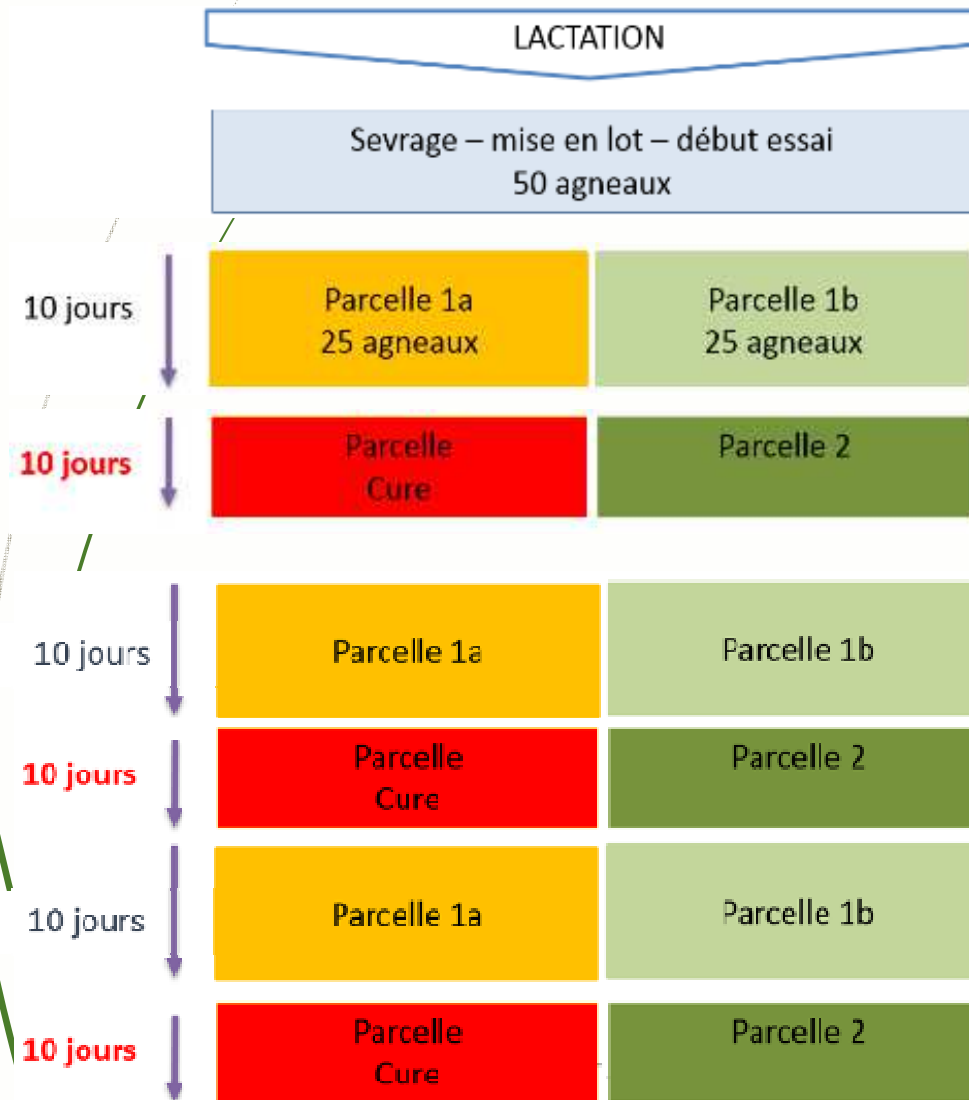 LACTATION
Sevrage – mise en lot – début essai
50 agneaux
10 jours
Parcelle 1a
25 agneaux
Parcelle 1b
25 agneaux
10 jours
Parcelle
Cure
Parcelle 2
10 jours
Parcelle 1a
Parcelle 1b
10 jours
Parcelle
Cure
Parcelle 2
10 jours
Parcelle 1a
Parcelle 1b
10 jours
Parcelle
Cure
Parcelle 2